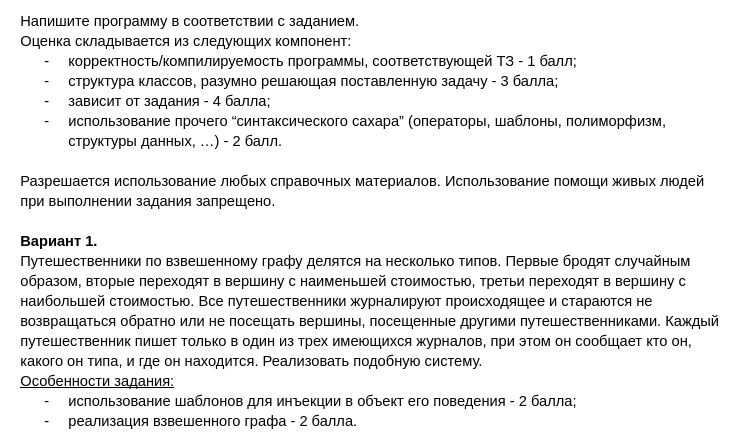 Напишите программу в соответствии с заданием.
Оценка складывается из следующих компонент:
- корректность/компилируемость программы, соответствующей ТЗ - 1 балл;
- структура классов, разумно решающая поставленную задачу - 3 балла;
- зависит от задания - 4 балла;
- использование прочего “синтаксического сахара” (операторы, шаблоны, полиморфизм,
структуры данных, …) - 2 балл.
Разрешается использование любых справочных материалов. Использование помощи живых людей
при выполнении задания запрещено.
Вариант 1.
Путешественники по взвешенному графу делятся на несколько типов. Первые бродят случайным
образом, вторые переходят в вершину с наименьшей стоимостью, третьи переходят в вершину с
наибольшей стоимостью. Все путешественники журналируют происходящее и стараются не
возвращаться обратно или не посещать вершины, посещенные другими путешественниками. Каждый
путешественник пишет только в один из трех имеющихся журналов, при этом он сообщает кто он,
какого он типа, и где он находится. Реализовать подобную систему.
Особенности задания:
- использование шаблонов для инъекции в объект его поведения - 2 балла;
- реализация взвешенного графа - 2 балла.